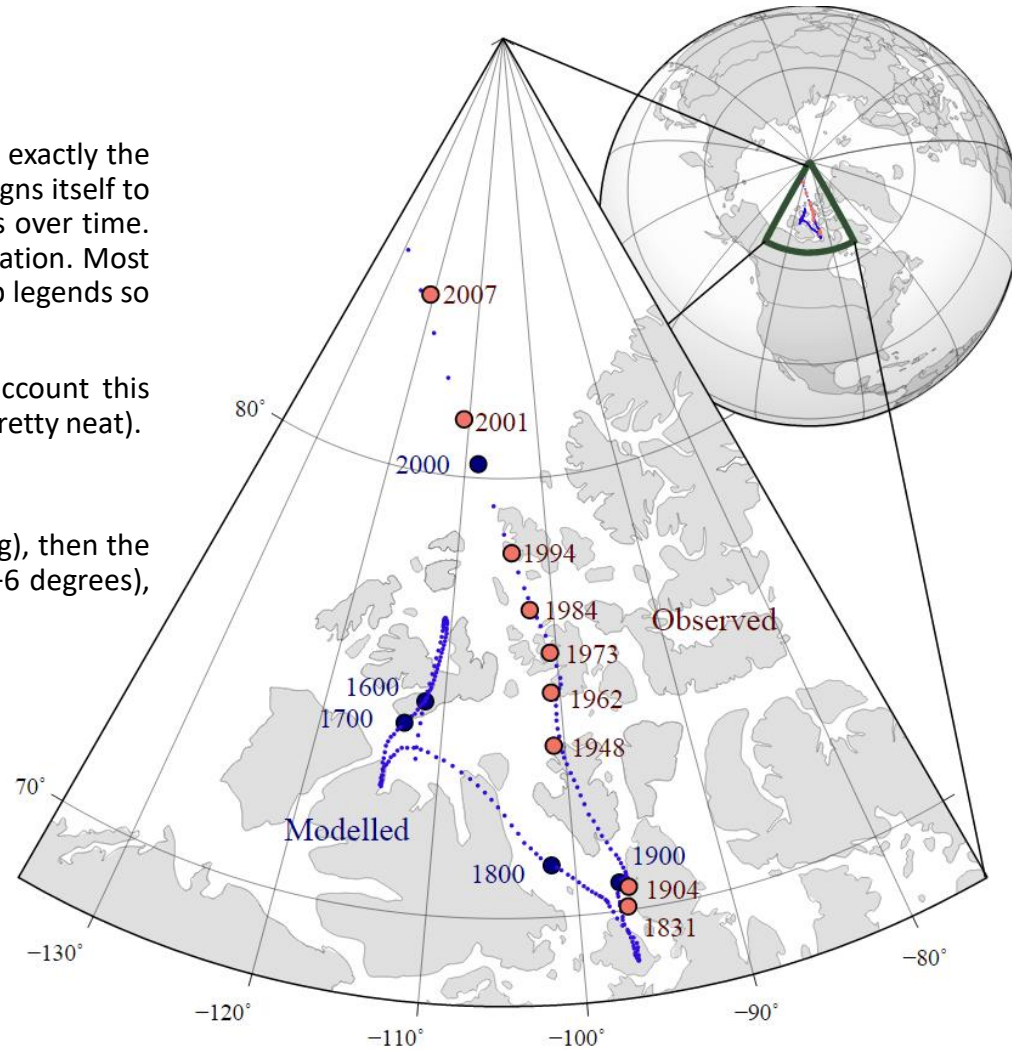 exactly the
gns itself to
s over time.
ation. Most
o legends so
ccount this
retty neat).
g), then the
-6 degrees),
2007
80°
2001
2000
1994
1984
Observed
1973
1600
1962
1700
1948
70°
Modelled
1900
1800
1904
1831
−130°
−80°
−120°
−90°
−110°
−100°